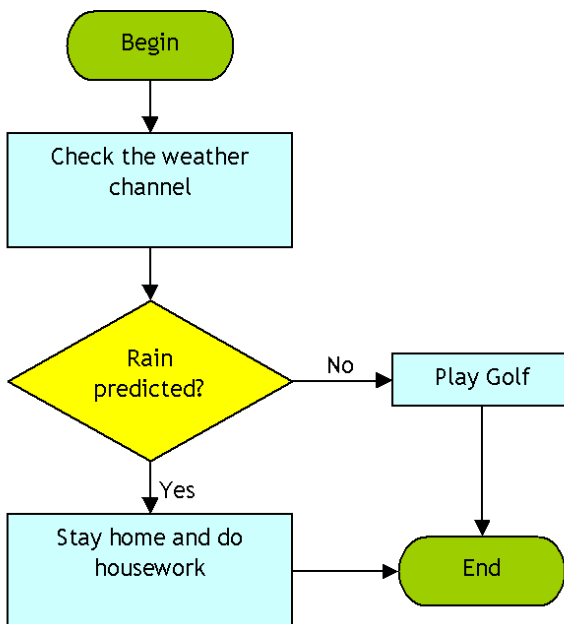 Begin
Check the weather
channel
Rain
predicted?
No
Play Golf
Yes
Stay home and do
housework
End